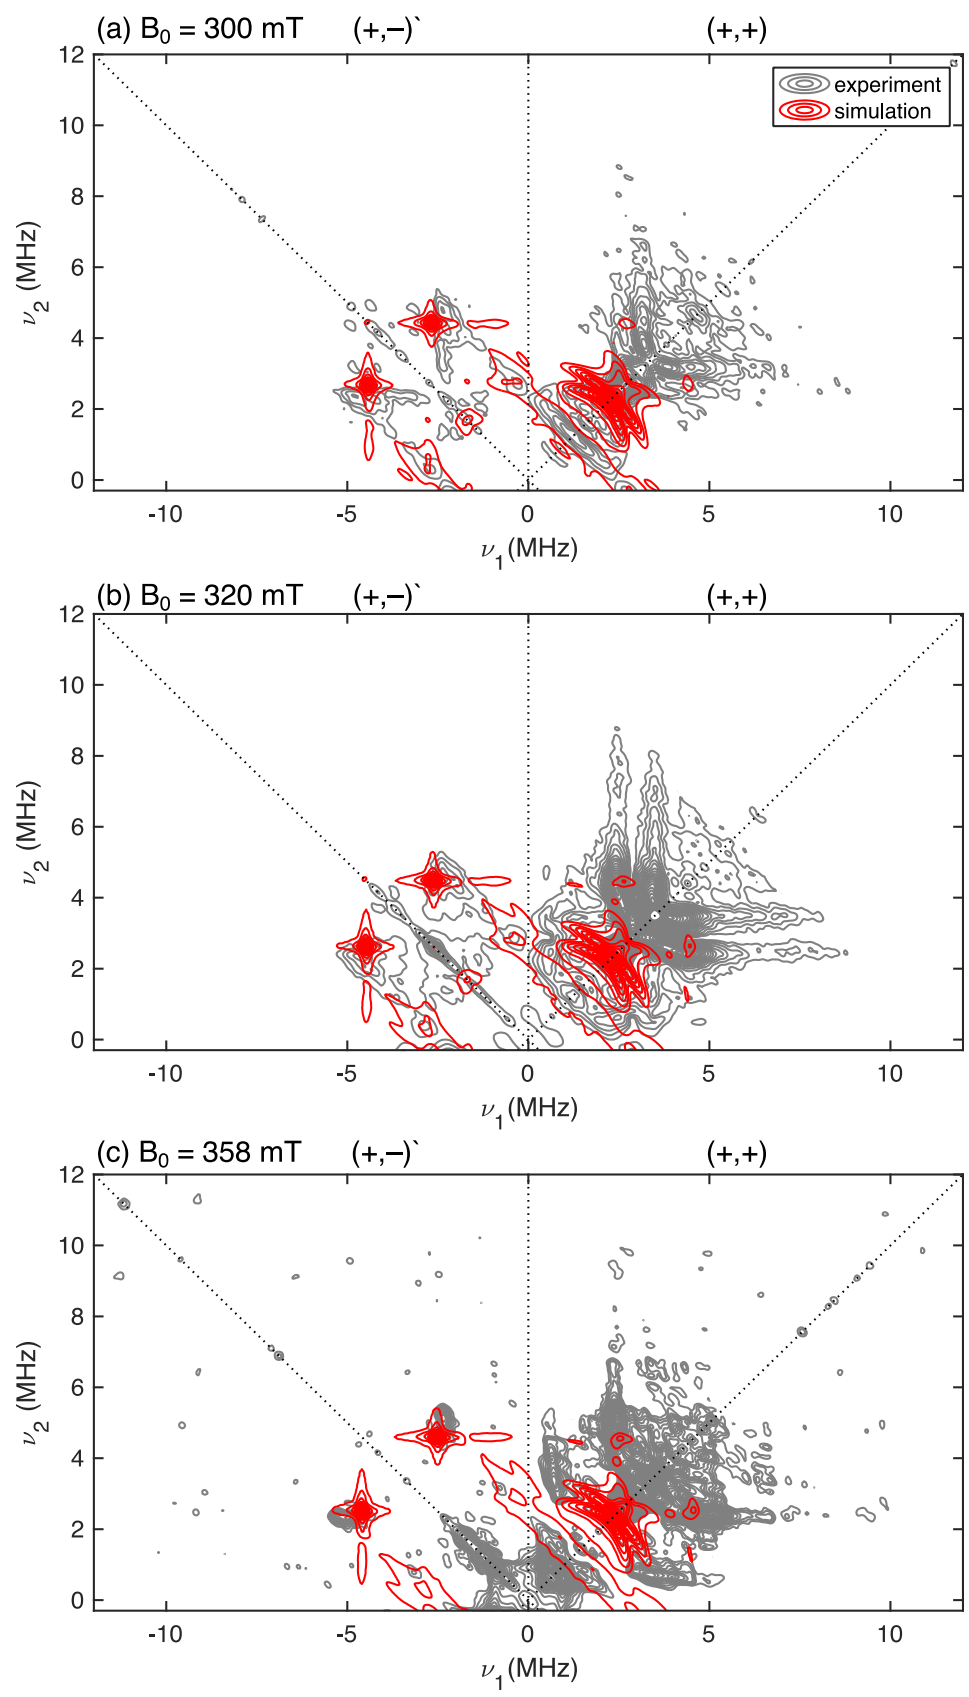 (a) B0 = 300 mT (+,−)` (+,+)
12
10
8
6
4
2
0
ν2 (MHz)
experiment
simulation
-10 -5 0 5 10
ν1(MHz)
(b) B0 = 320 mT (+,−)` (+,+)
12
10
8
6
4
2
0
ν2 (MHz)
-10 -5 0 5 10
ν1(MHz)
(c) B0 = 358 mT (+,−)` (+,+)
12
10
8
6
4
2
0
ν2 (MHz)
-10 -5 0 5 10
ν1(MHz)